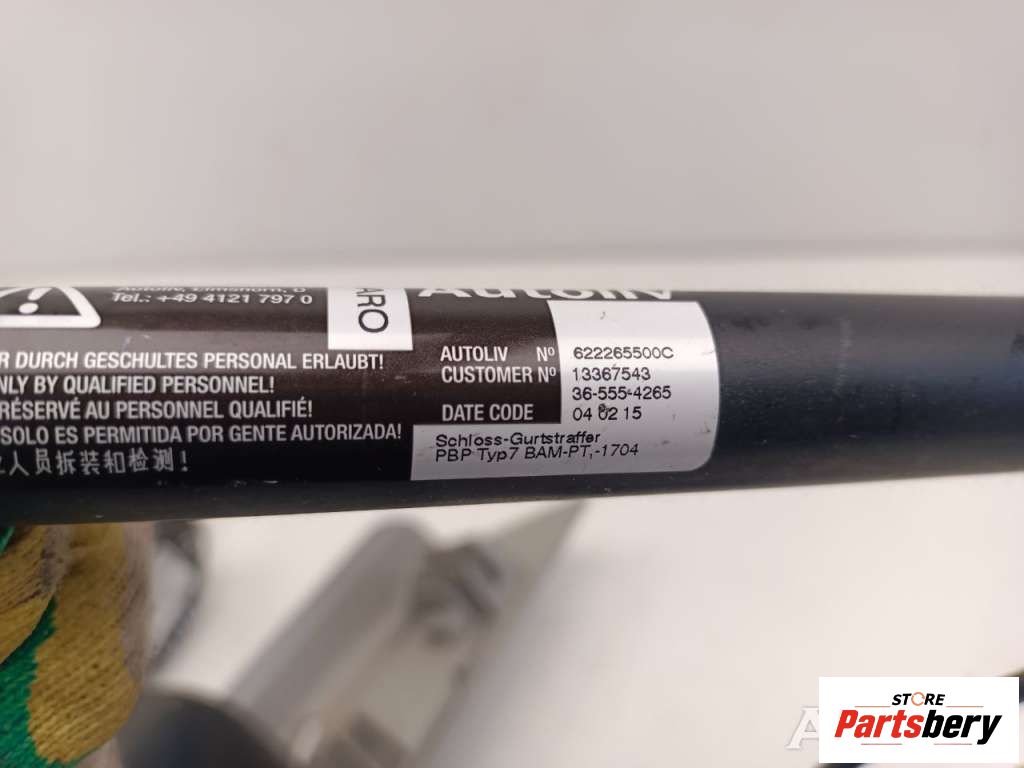 Autoliv, Elmshorn, D
Tel.: +49 4121 797 0
ARO
Autoliv
R DURCH GESCHULTES PERSONAL ERLAUBT!
NLY BY QUALIFIED PERSONNEL!
RÉSERVÉ AU PERSONNEL QUALIFIÉ!
SOLO ES PERMITIDA POR GENTE AUTORIZADA!
人员拆装和检测！
AUTOLIV Nº 622265500C
CUSTOMER Nº 13367543
36-555-4265
DATE CODE 04 02 15
Schloss-Gurtstraffer
PBP Typ7 BAM-PT,-1704
STORE
Partsbery